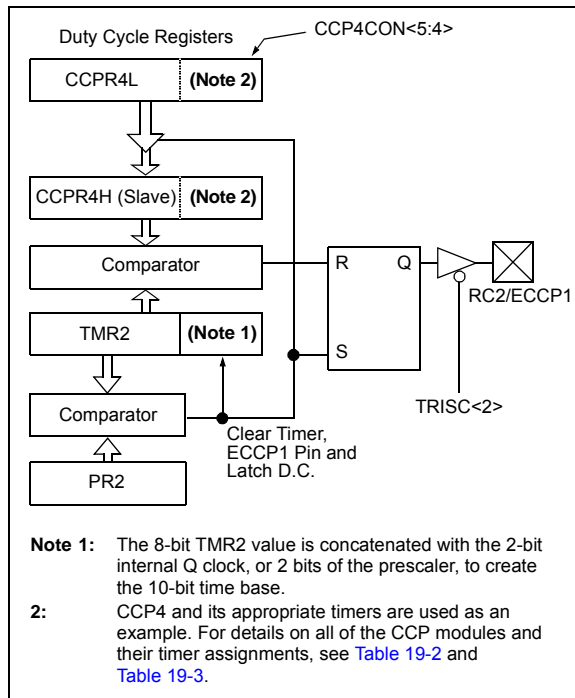 Duty Cycle Registers
CCP4CON<5:4>
CCPR4L
(Note 2)
CCPR4H (Slave)
(Note 2)
Comparator
R
Q
RC2/ECCP1
TMR2
(Note 1)
S
TRISC<2>
Comparator
Clear Timer,
ECCP1 Pin and
Latch D.C.
PR2
Note 1: The 8-bit TMR2 value is concatenated with the 2-bit
internal Q clock, or 2 bits of the prescaler, to create
the 10-bit time base.
2: CCP4 and its appropriate timers are used as an
example. For details on all of the CCP modules and
their timer assignments, see Table 19-2 and
Table 19-3.